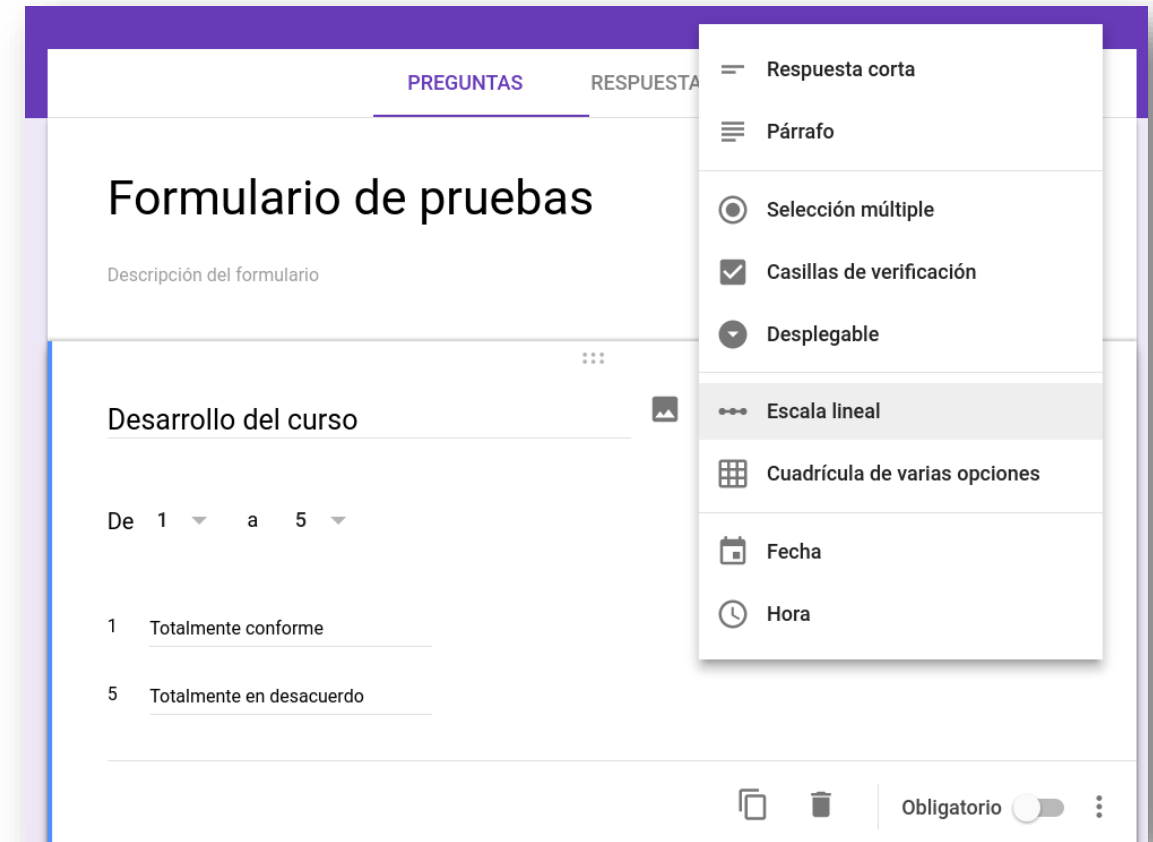 PREGUNTAS
RESPUESTA
Formulario de pruebas
Descripción del formulario
Desarrollo del curso
De 1 a 5
1 Totalmente conforme
5 Totalmente en desacuerdo
Respuesta corta
Párrafo
Selección múltiple
Casillas de verificación
Desplegable
Escala lineal
Cuadrícula de varias opciones
Fecha
Hora
Obligatorio